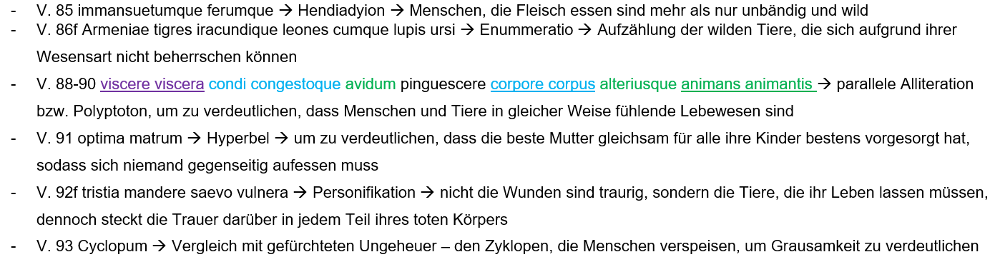 - V. 85 immansuetumque ferumque → Hendiadyion → Menschen, die Fleisch essen sind mehr als nur unbändig und wild
- V. 86f Armeniae tigres iracundique leones cumque lupis ursi → Enummeratio → Aufzählung der wilden Tiere, die sich aufgrund ihrer
Wesensart nicht beherrschen können
- V. 88-90 viscere viscera condi congestoque avidum pinguescere corpore corpus alteriusque animans animantis → parallele Alliteration
bzw. Polyptoton, um zu verdeutlichen, dass Menschen und Tiere in gleicher Weise fühlende Lebewesen sind
- V. 91 optima matrum → Hyperbel → um zu verdeutlichen, dass die beste Mutter gleichsam für alle ihre Kinder bestens vorgesorgt hat,
sodass sich niemand gegenseitig aufessen muss
- V. 92f tristia mandere saevo vulnera → Personifikation → nicht die Wunden sind traurig, sondern die Tiere, die ihr Leben lassen müssen,
dennoch steckt die Trauer darüber in jedem Teil ihres toten Körpers
- V. 93 Cyclopum → Vergleich mit gefürchteten Ungeheuer – den Zyklopen, die Menschen verspeisen, um Grausamkeit zu verdeutlichen